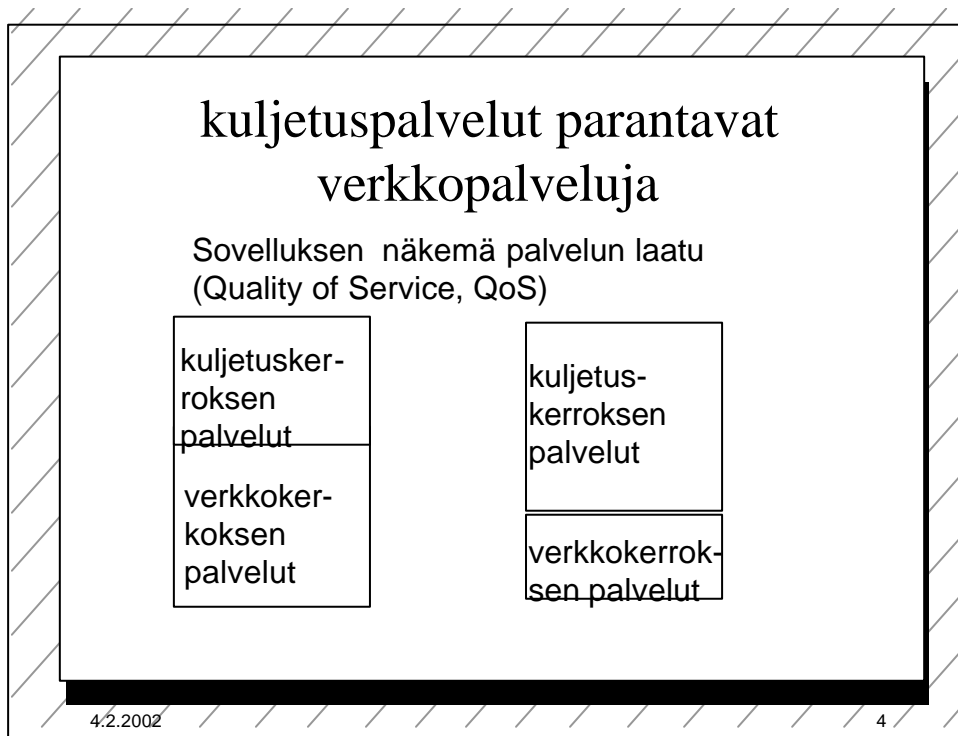 kuljetuspalvelut parantavat
verkkopalveluja
Sovelluksen näkemä palvelun laatu
(Quality of Service, QoS)
kuljetusker-
roksen
palvelut
verkkoker-
koksen
palvelut
kuljetus-
kerroksen
palvelut
verkkokerrok-
sen palvelut
4.2.2002
4